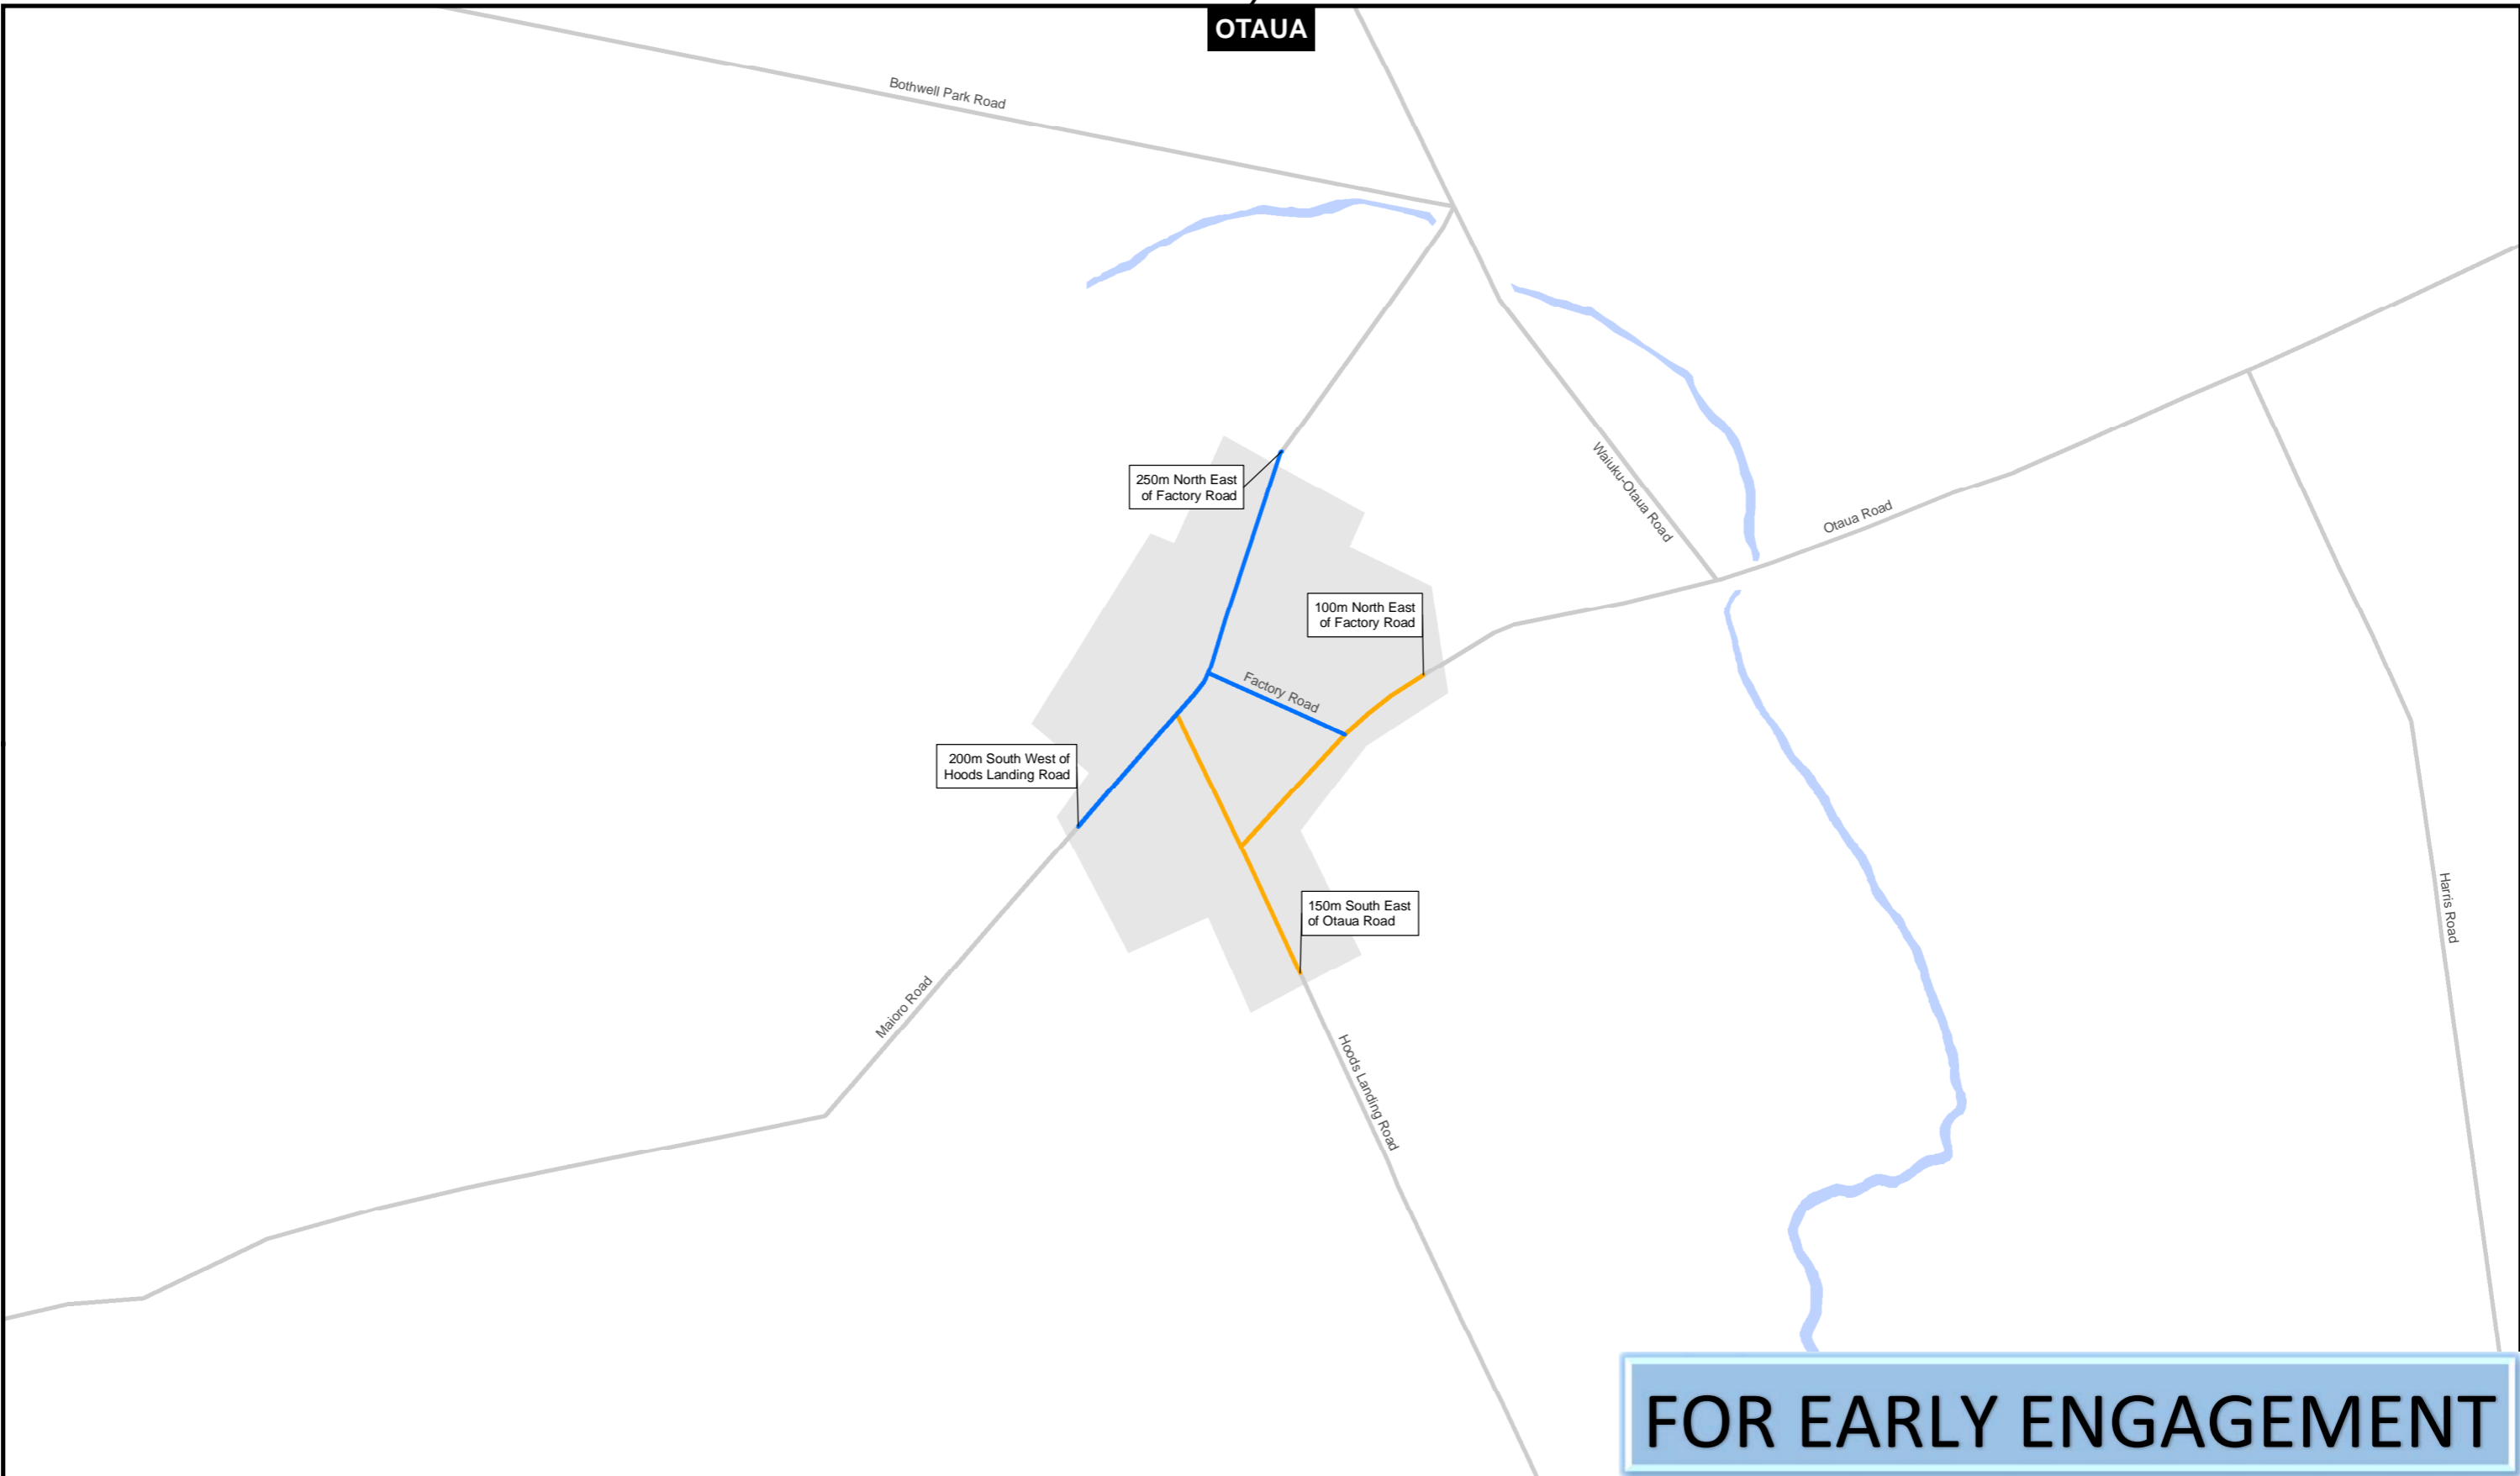 OTAUA
Bothwell Park Road
250m North East
of Factory Road
Waiuku-Otaua Road
Otaua Road
100m North East
of Factory Road
Factory Road
200m South West of
Hoods Landing Road
150m South East
of Otaua Road
Harris Road
Maioro Road
Hoods Landing Road
FOR EARLY ENGAGEMENT